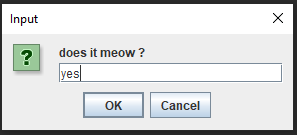 Input
does it meow ?
yes
OK
Cancel